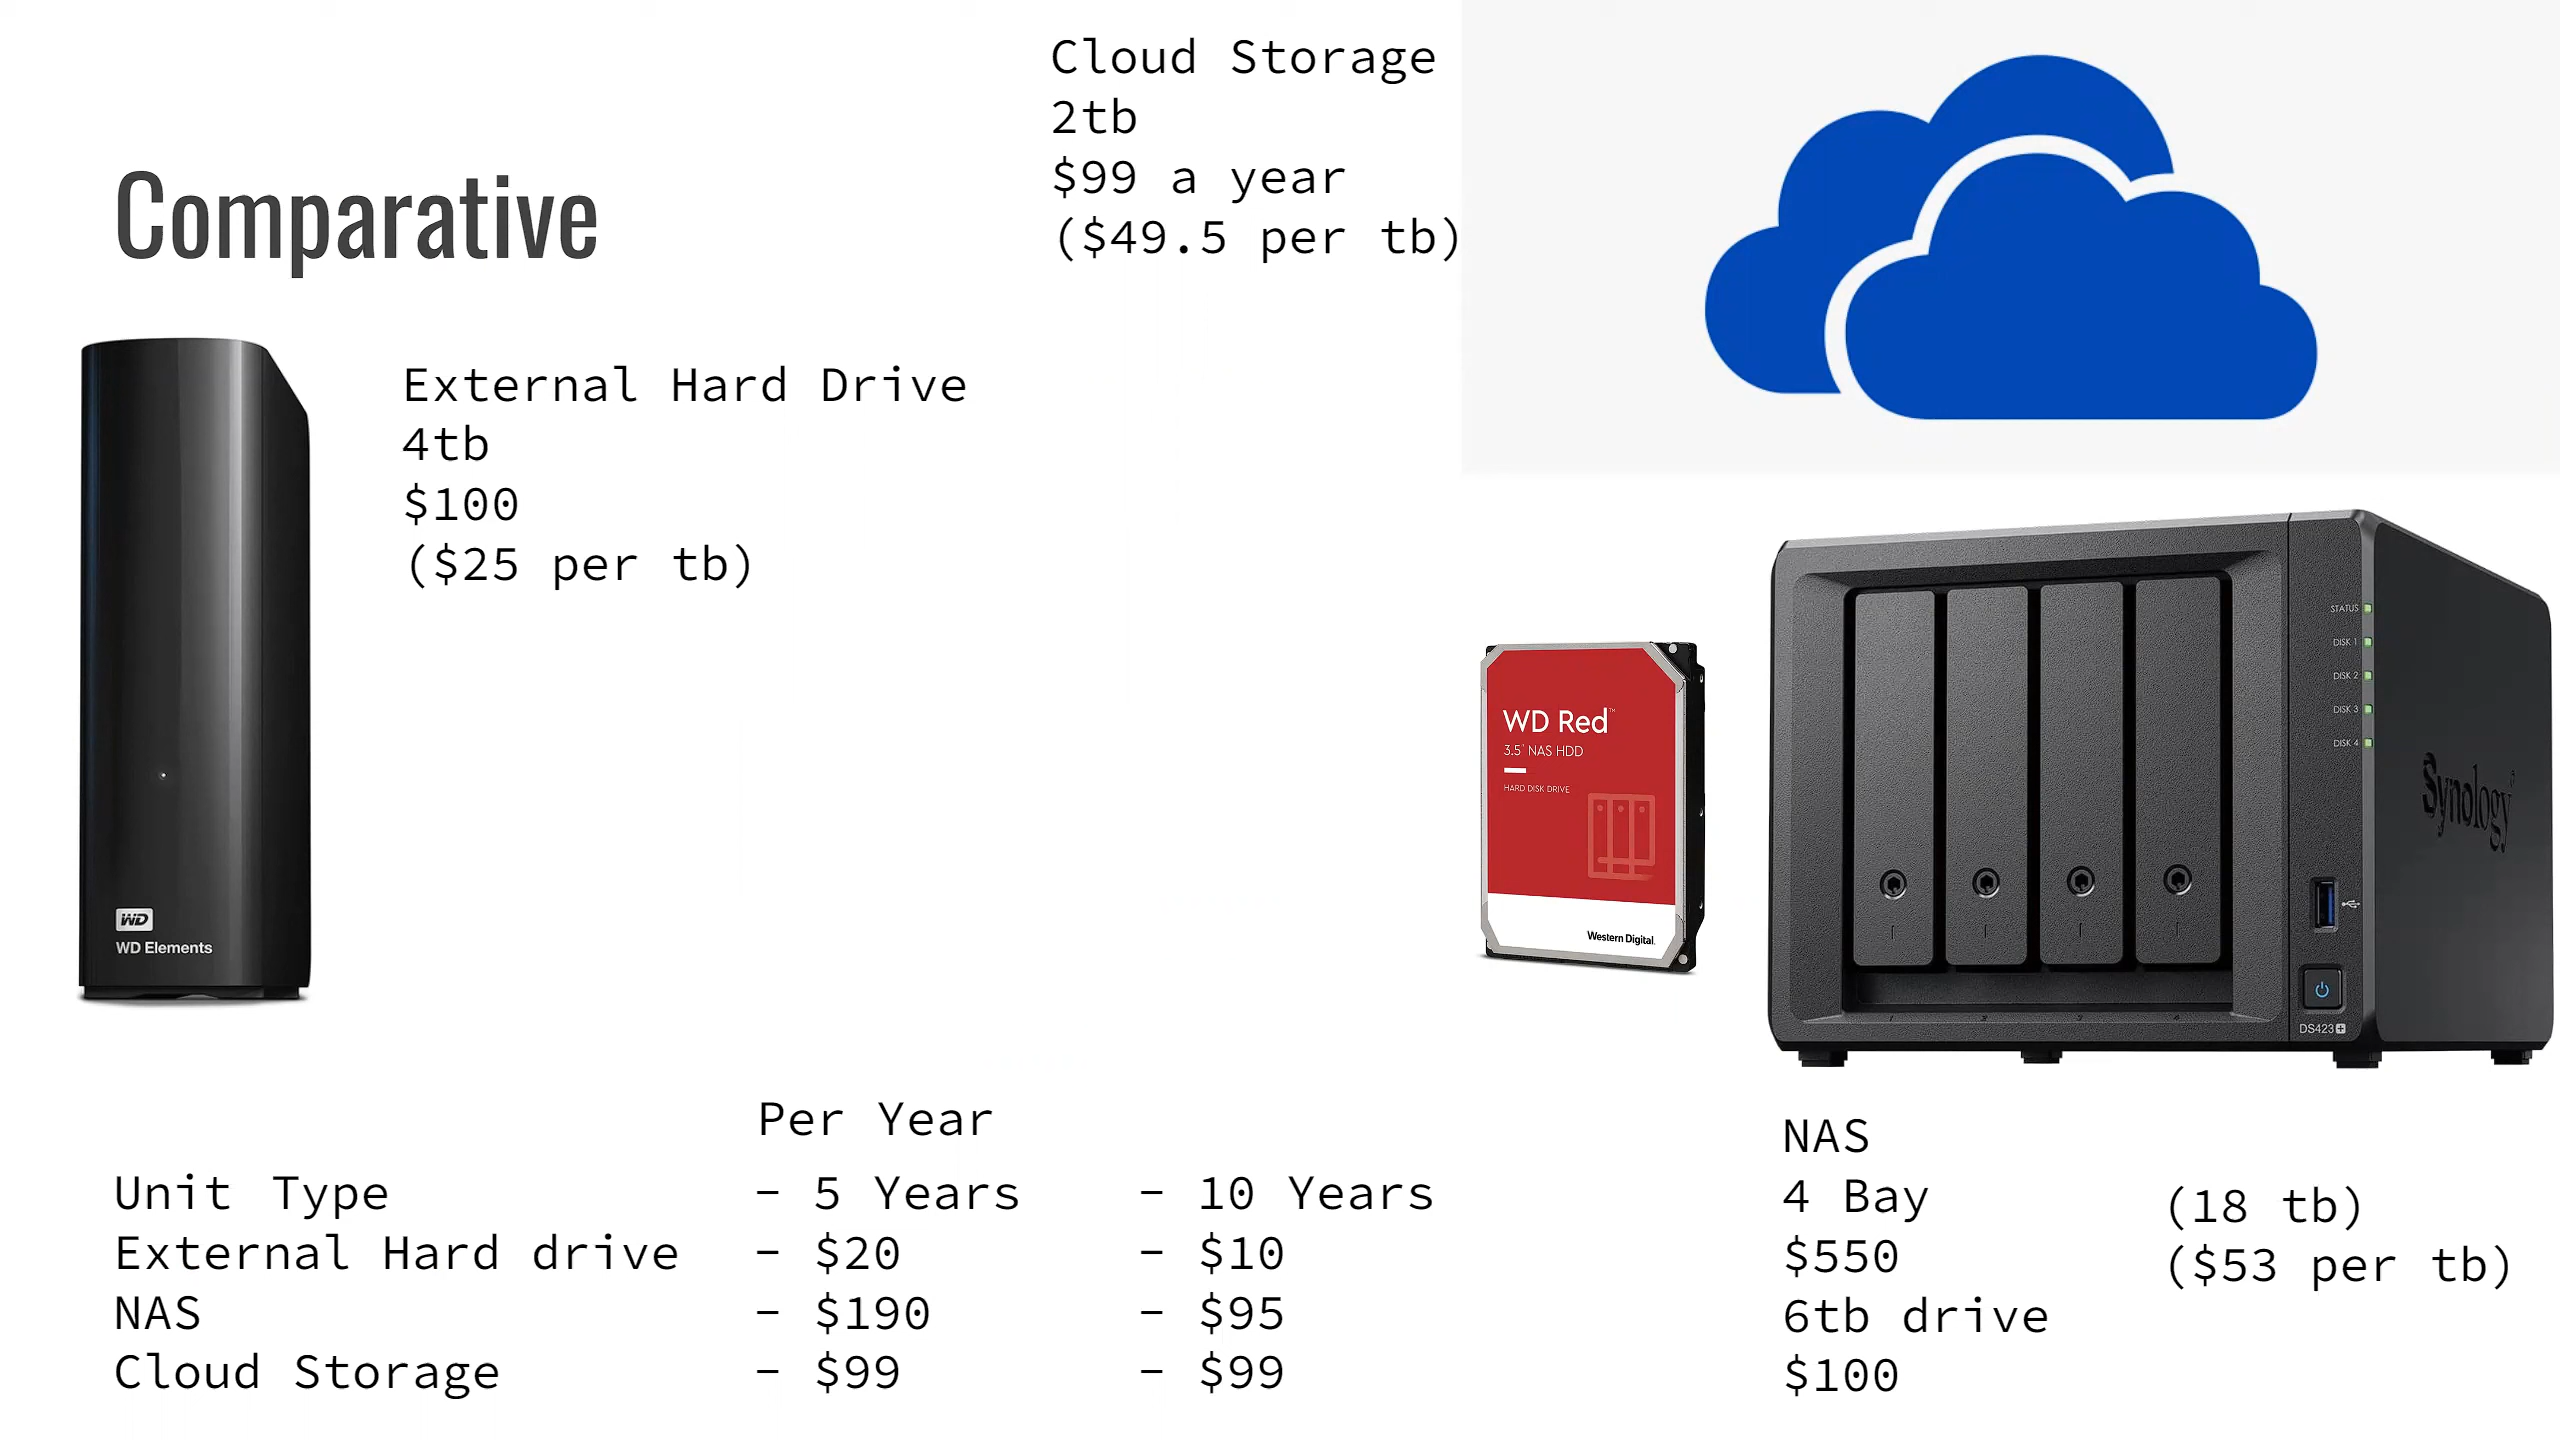 Cloud Storage
2tb
$99 a year
($49.5 per tb)
Comparative
External Hard Drive
4tb
$100
($25 per tb)
WD
WD Elements
WD Red™
3.5" NAS HDD
HARD DISK DRIVE
Western Digital.
STATUS
DISK 1
DISK 2
DISK 3
DISK 4
Synology
DS423+
Per Year
Unit Type - 5 Years - 10 Years
External Hard drive - $20 - $10
NAS - $190 - $95
Cloud Storage - $99 - $99
NAS
4 Bay (18 tb)
$550 ($53 per tb)
6tb drive
$100